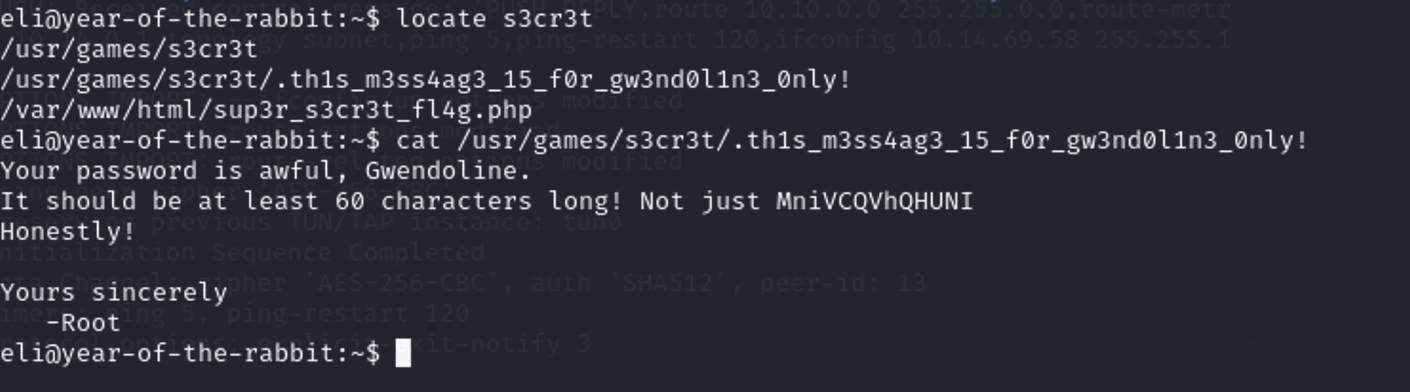 eli@year-of-the-rabbit:~$ locate s3cr3t
/usr/games/s3cr3t
/usr/games/s3cr3t/.th1s_m3ss4ag3_15_f0r_gw3nd0l1n3_0nly!
/var/www/html/sup3r_s3cr3t_fl4g.php
eli@year-of-the-rabbit:~$ cat /usr/games/s3cr3t/.th1s_m3ss4ag3_15_f0r_gw3nd0l1n3_0nly!
Your password is awful, Gwendoline.
It should be at least 60 characters long! Not just MniVCQVhQHUNI
Honestly!
Yours sincerely
-Root
eli@year-of-the-rabbit:~$